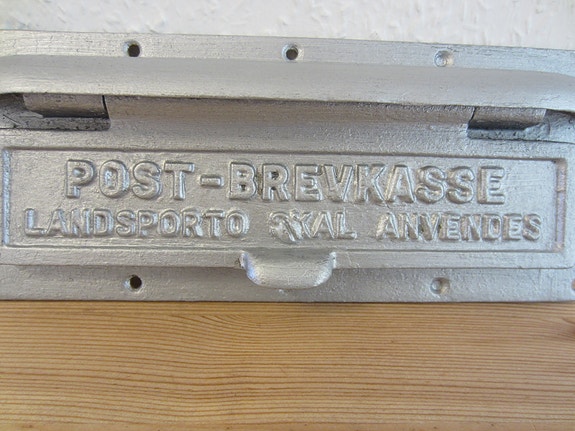 POST-BREVKASSE
LANDSPORTO SKAL ANVENDES